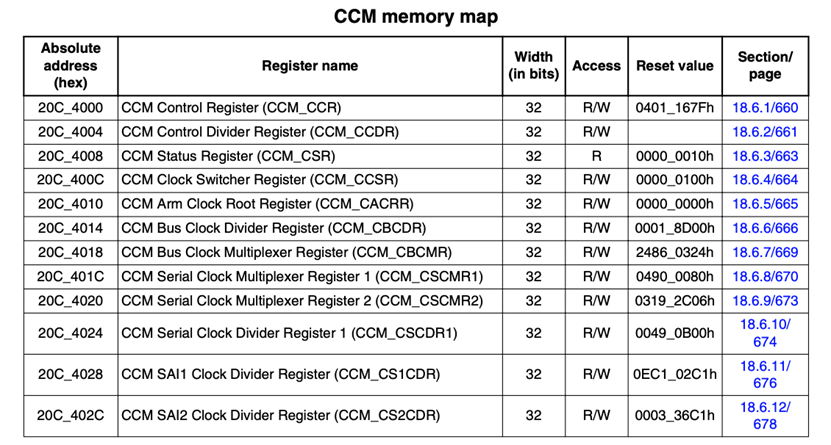 CCM memory map
Absolute address (hex) Register name Width (in bits) Access Reset value Section/ page
20C_4000 CCM Control Register (CCM_CCR) 32 R/W 0401_167Fh 18.6.1/660
20C_4004 CCM Control Divider Register (CCM_CCDR) 32 R/W 18.6.2/661
20C_4008 CCM Status Register (CCM_CSR) 32 R 0000_0010h 18.6.3/663
20C_400C CCM Clock Switcher Register (CCM_CCSR) 32 R/W 0000_0100h 18.6.4/664
20C_4010 CCM Arm Clock Root Register (CCM_CACRR) 32 R/W 0000_0000h 18.6.5/665
20C_4014 CCM Bus Clock Divider Register (CCM_CBCDR) 32 R/W 0001_8D00h 18.6.6/666
20C_4018 CCM Bus Clock Multiplexer Register (CCM_CBCMR) 32 R/W 2486_0324h 18.6.7/669
20C_401C CCM Serial Clock Multiplexer Register 1 (CCM_CSCMR1) 32 R/W 0490_0080h 18.6.8/670
20C_4020 CCM Serial Clock Multiplexer Register 2 (CCM_CSCMR2) 32 R/W 0319_2C06h 18.6.9/673
20C_4024 CCM Serial Clock Divider Register 1 (CCM_CSCDR1) 32 R/W 0049_0B00h 18.6.10/ 674
20C_4028 CCM SAI1 Clock Divider Register (CCM_CS1CDR) 32 R/W 0EC1_02C1h 18.6.11/ 676
20C_402C CCM SAI2 Clock Divider Register (CCM_CS2CDR) 32 R/W 0003_36C1h 18.6.12/ 678